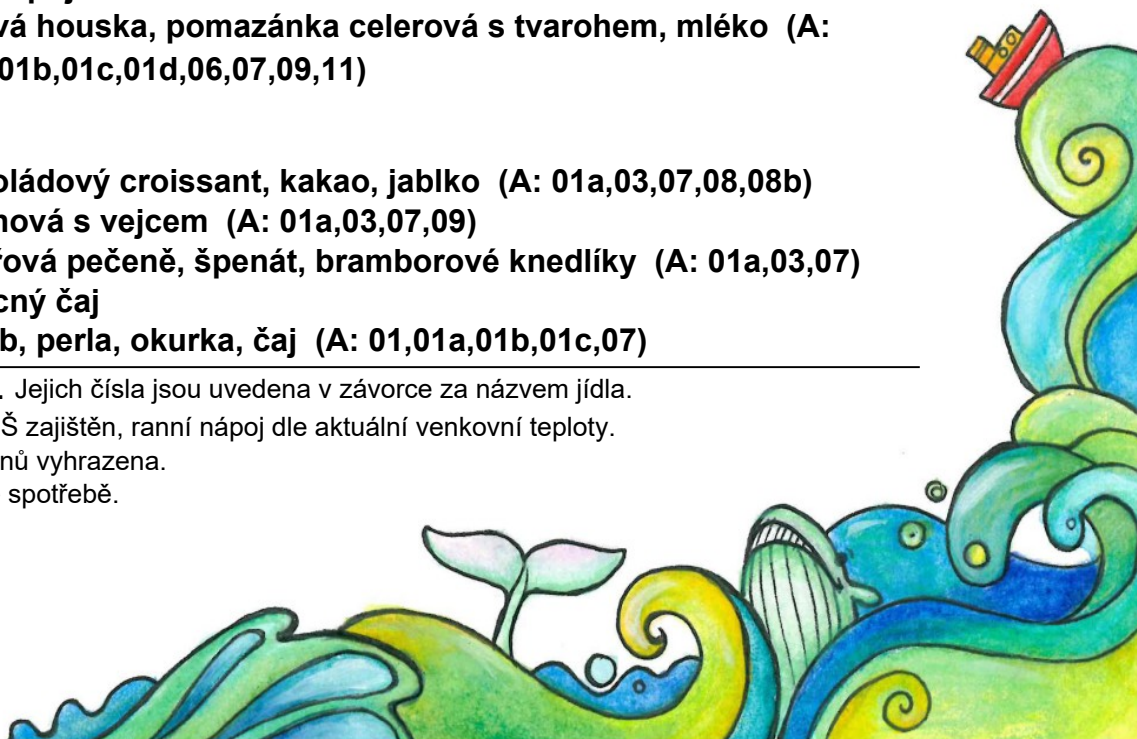 vá houska, pomazánka celerová s tvarohem, mléko (A:
01b,01c,01d,06,07,09,11)
oládový croissant, kakao, jablko (A: 01a,03,07,08,08b)
nová s vejcem (A: 01a,03,07,09)
řová pečeně, špenát, bramborové knedlíky (A: 01a,03,07)
cný čaj
b, perla, okurka, čaj (A: 01,01a,01b,01c,07)
. Jejich čísla jsou uvedena v závorce za názvem jídla.
Š zajištěn, ranní nápoj dle aktuální venkovní teploty.
nů vyhrazena.
spotřebě.